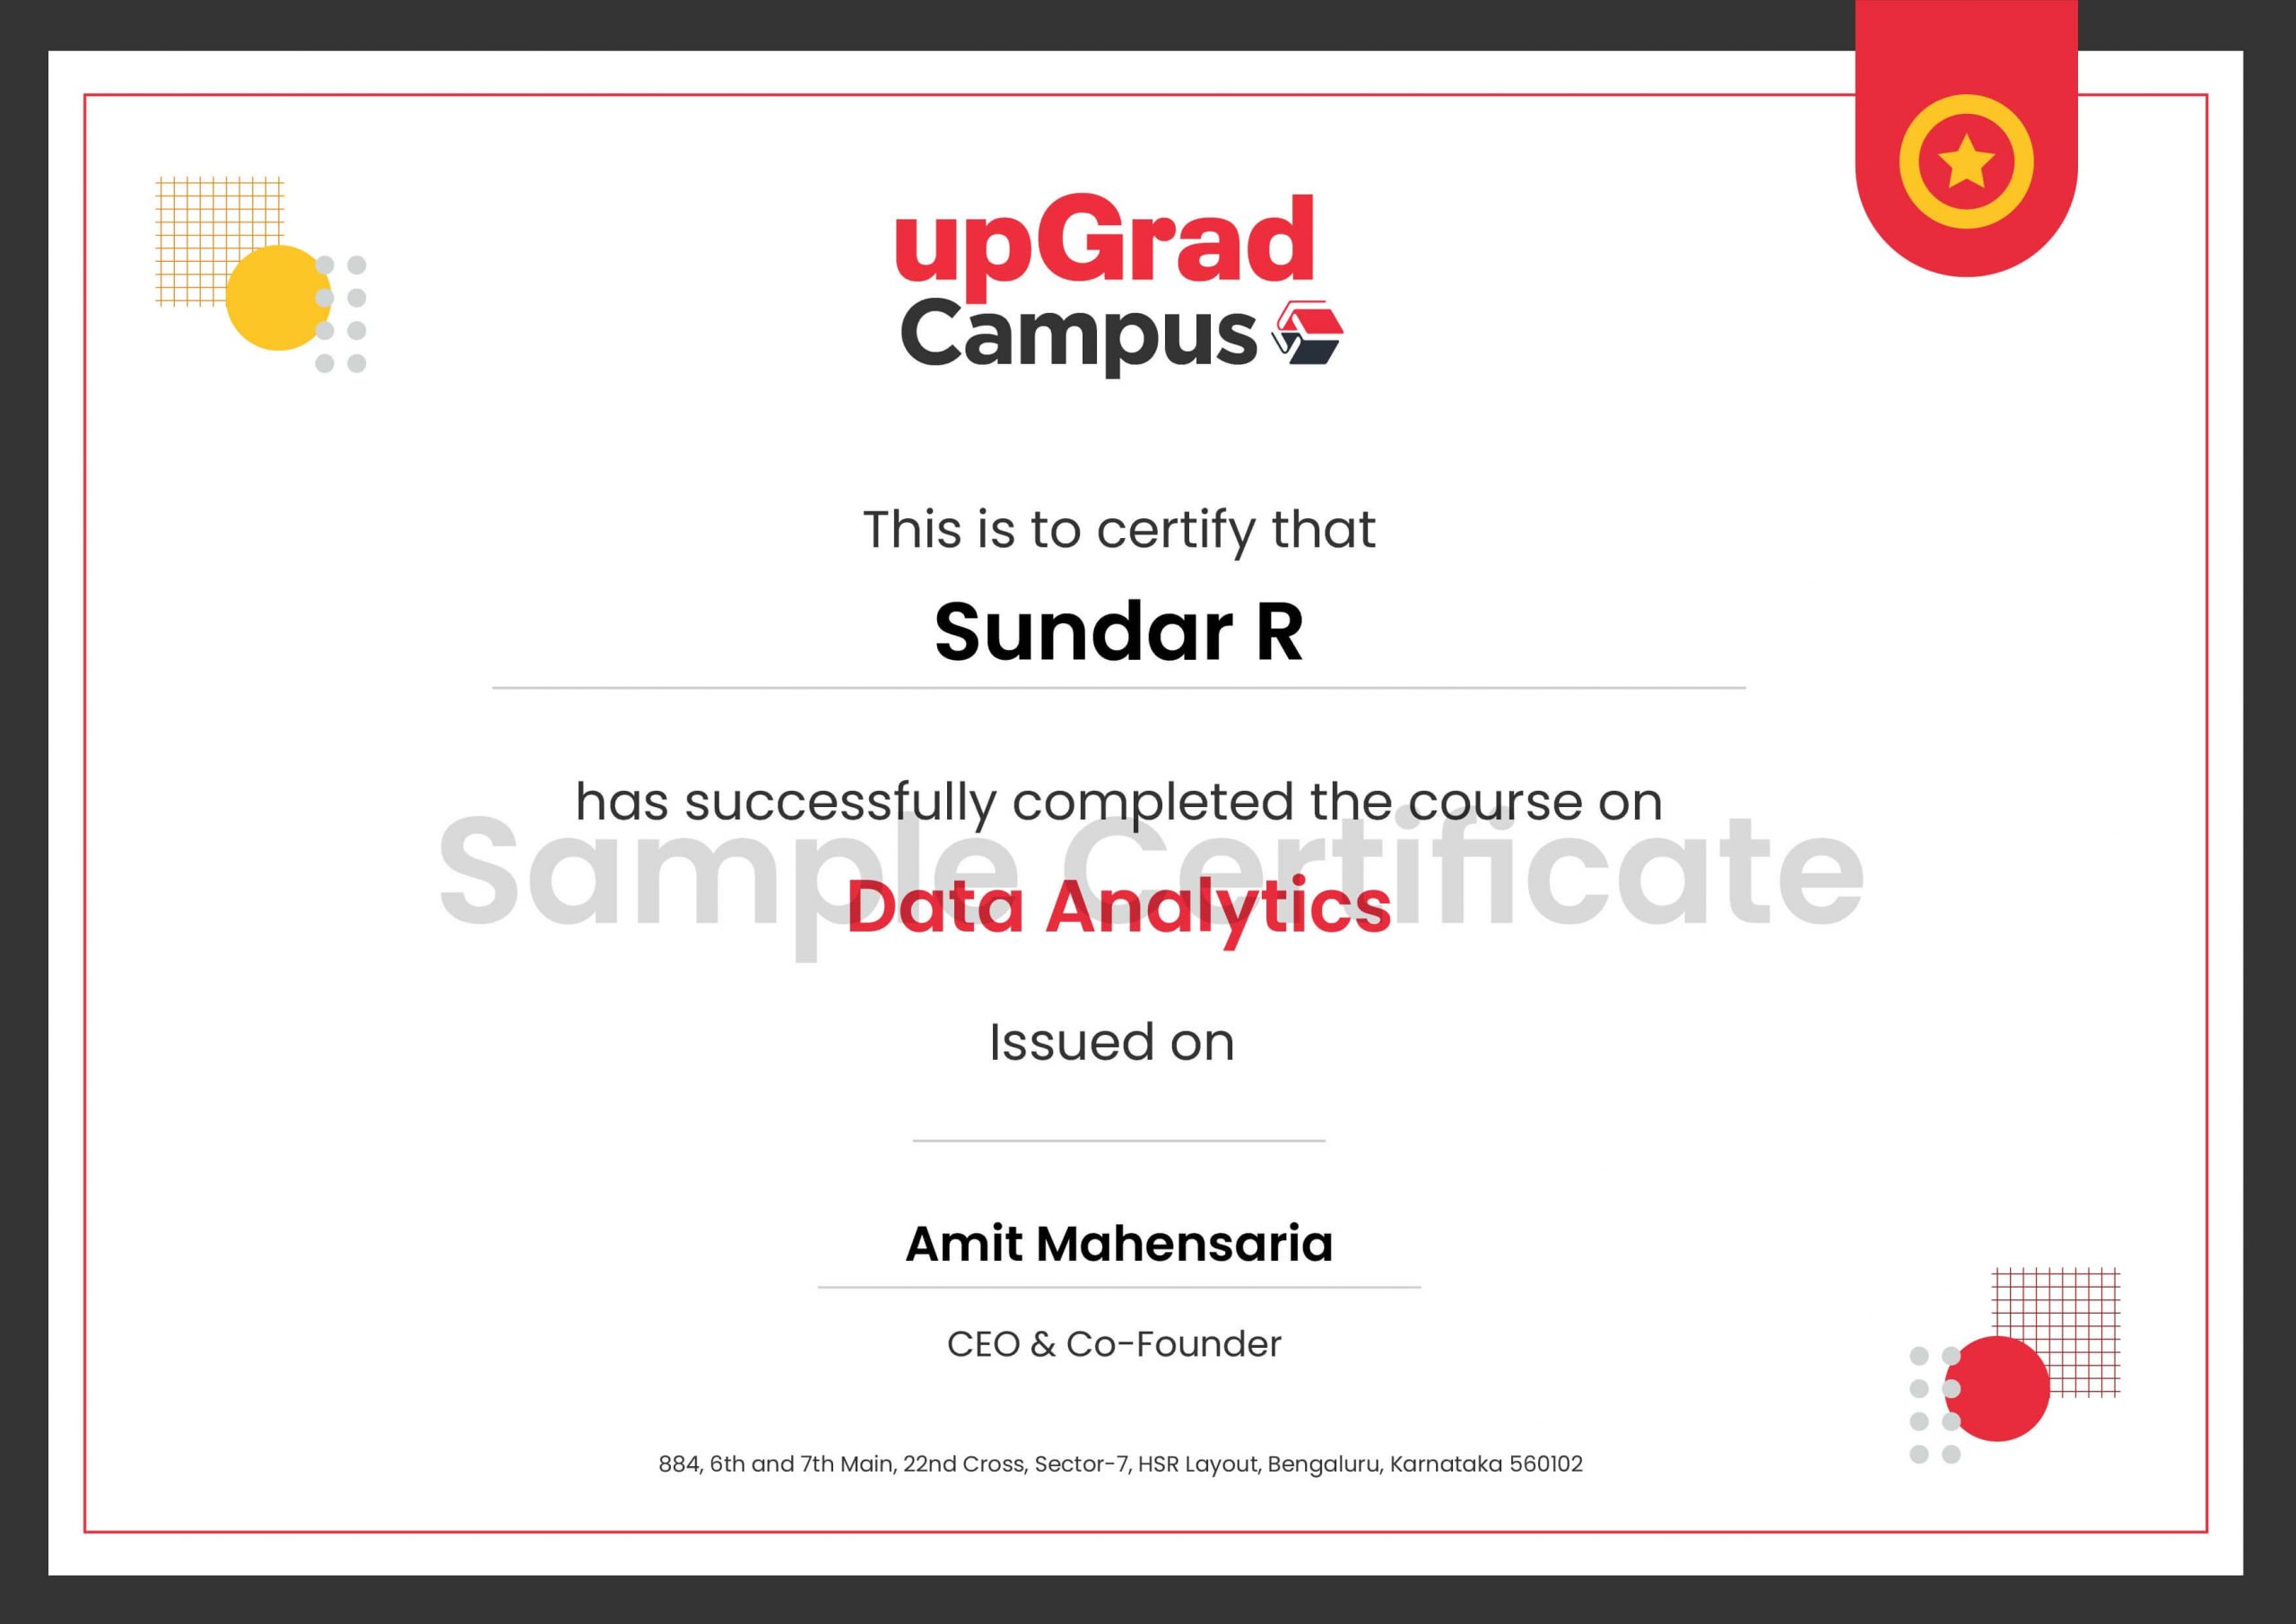 upGrad
Campus
This is to certify that
Sundar R
has successfully completed the course on
Sample Certificate
Data Analytics
Issued on
Amit Mahensaria
CEO & Co-Founder
884, 6th and 7th Main, 22nd Cross, Sector-7, HSR Layout, Bengaluru, Karnataka 560102